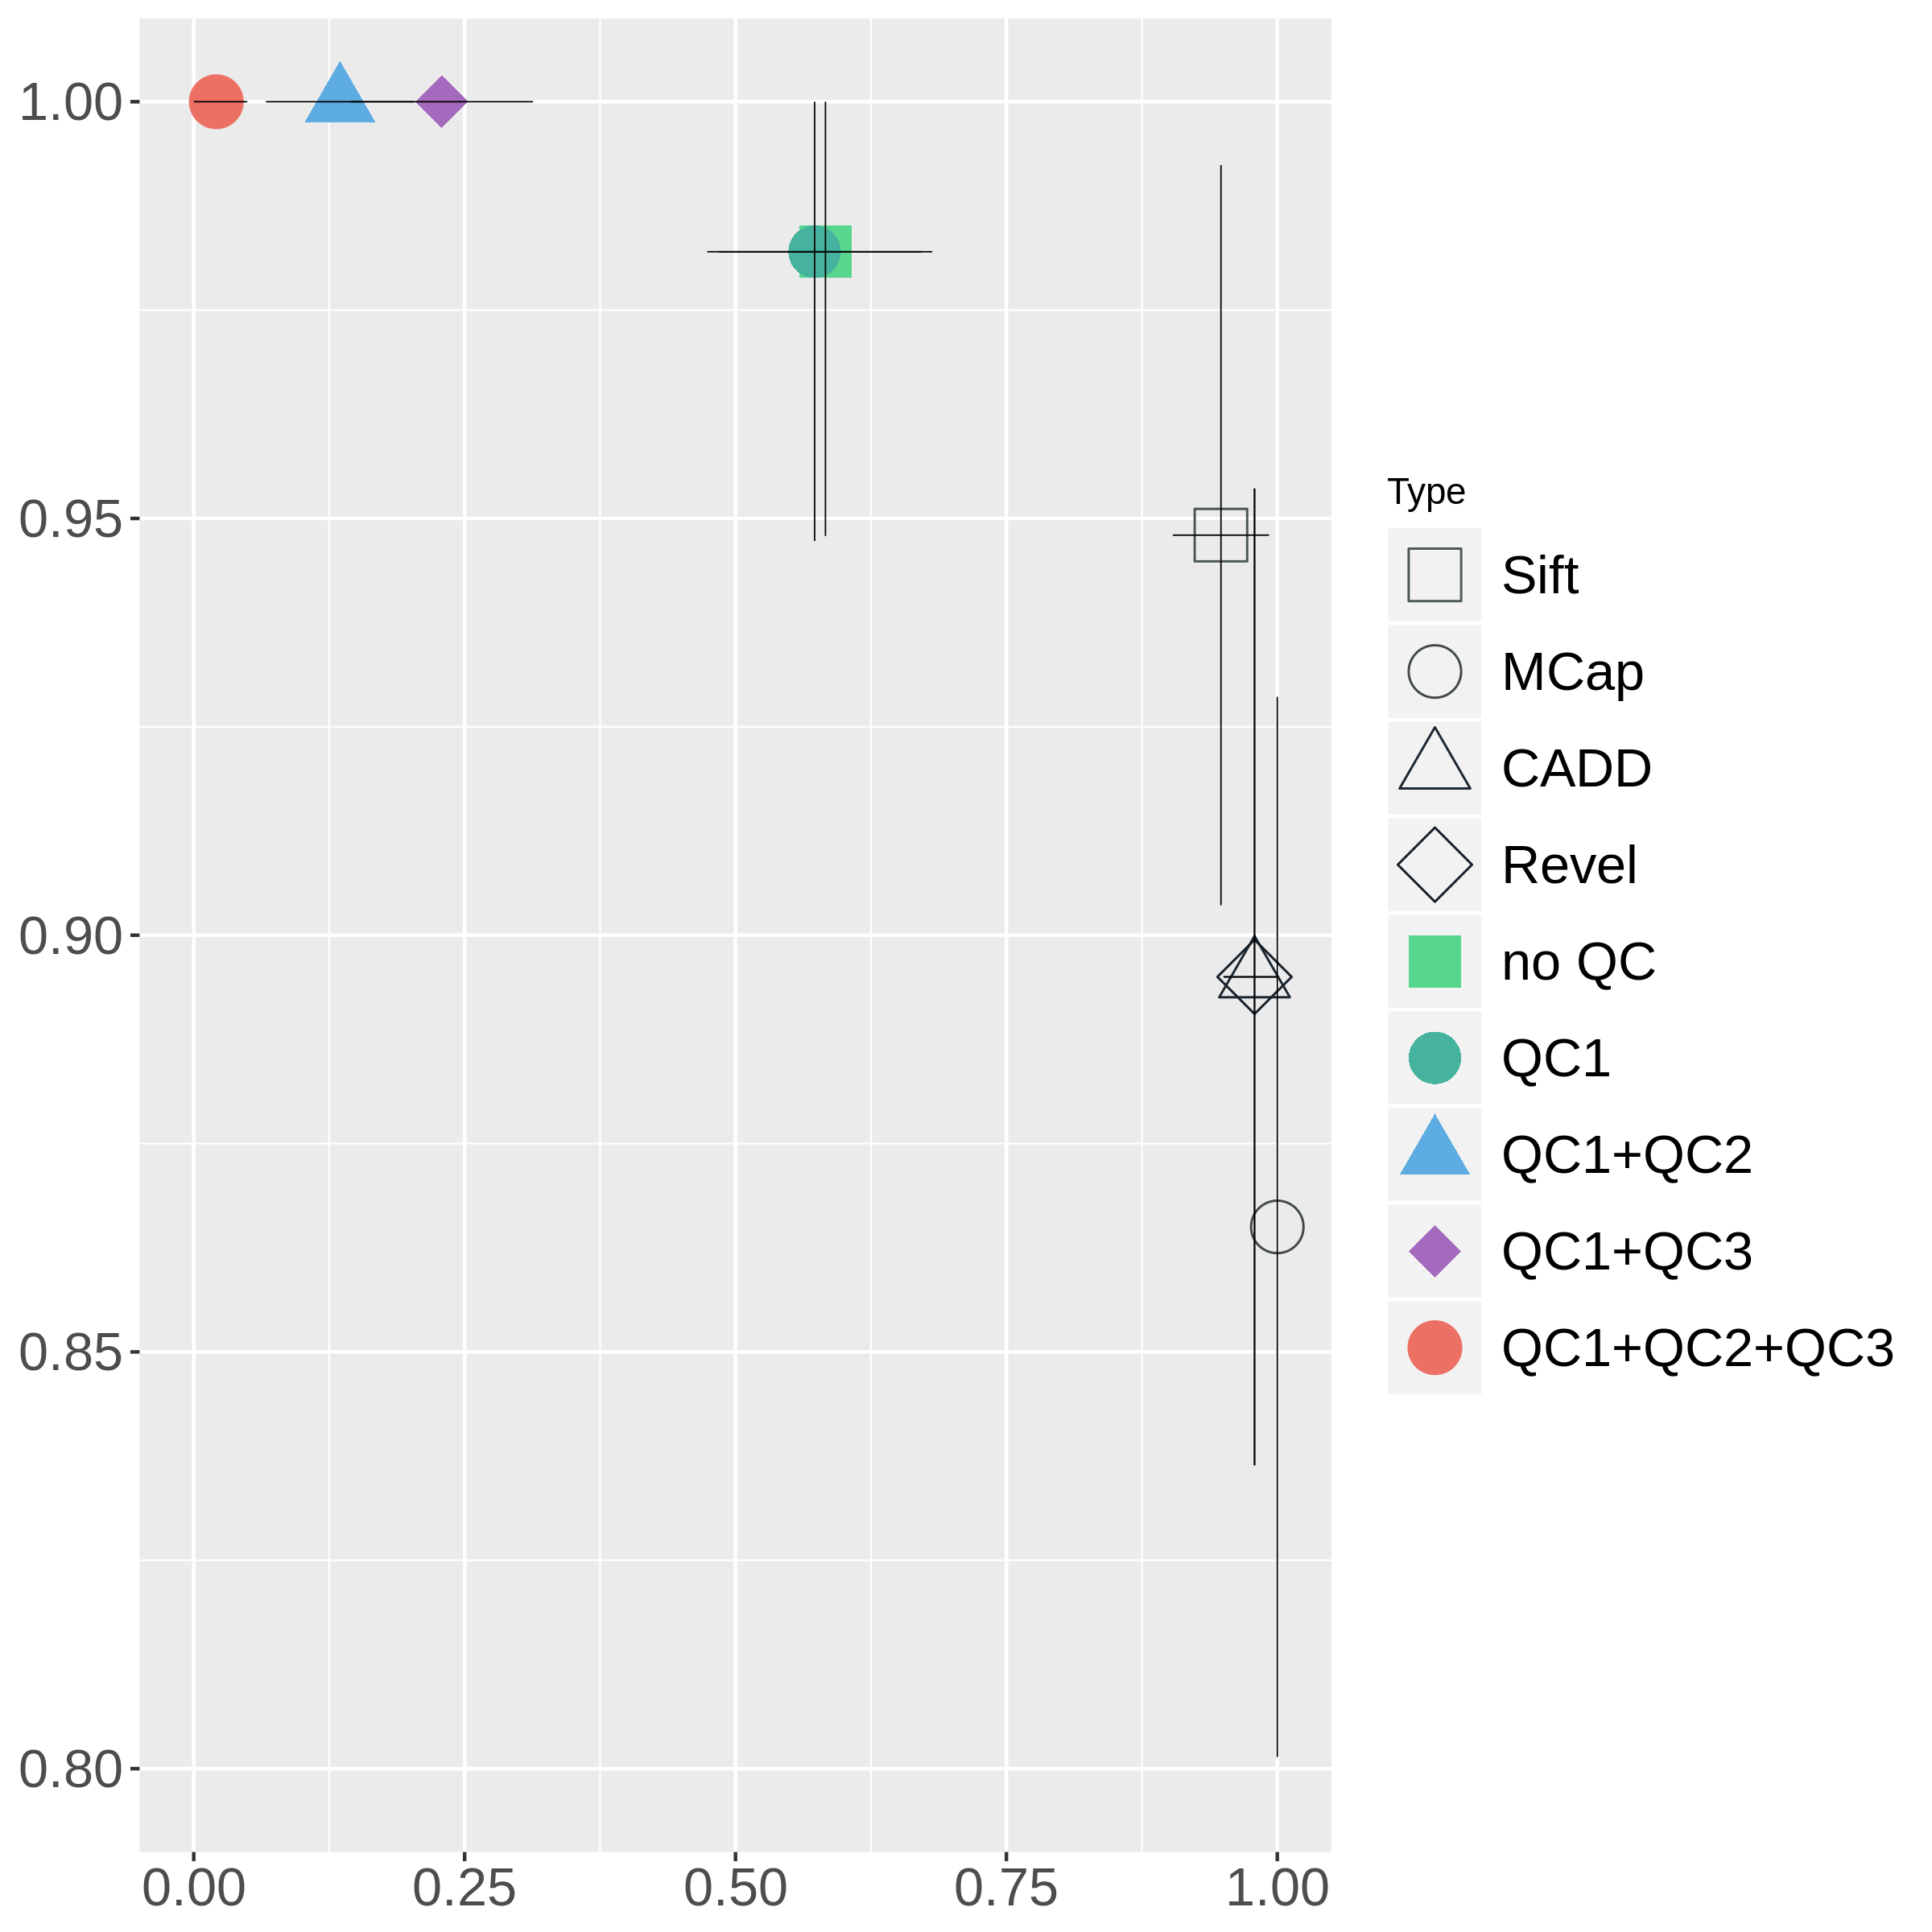 1.00
0.95
0.90
0.85
0.80
0.00 0.25 0.50 0.75 1.00
Type
Sift
MCap
CADD
Revel
no QC
QC1
QC1+QC2
QC1+QC3
QC1+QC2+QC3